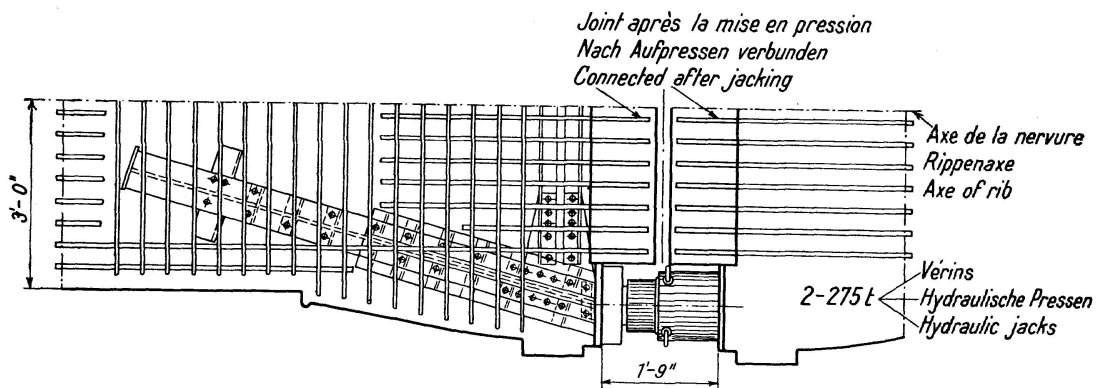 Joint après la mise en pression
Nach Aufpressen verbunden
Connected after jacking
Axe de la nervure
Rippenaxe
Axe of rib
3'-0"
2-275t
Vérins
Hydraulische Pressen
Hydraulic jacks
1'-9"